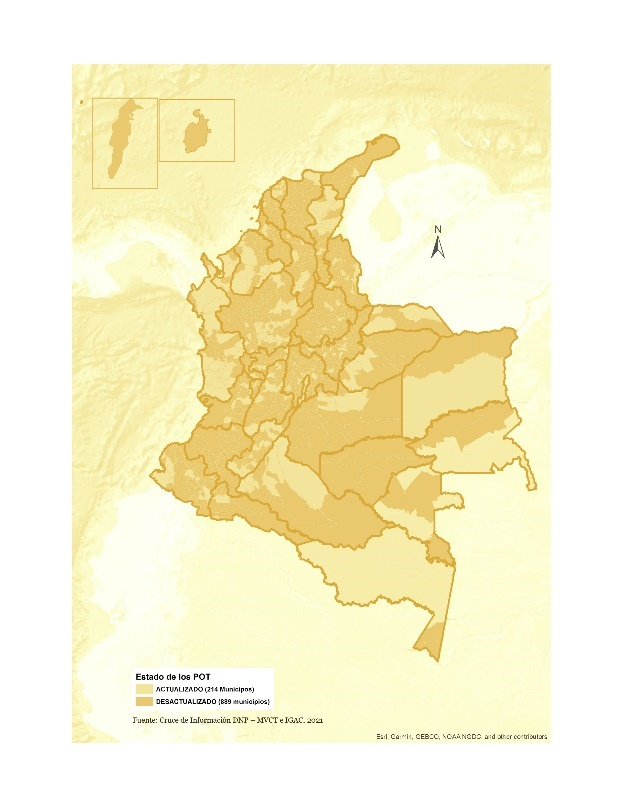 N
Estado de los POT
ACTUALIZADO (214 Municipos)
DESACTUALIZADO (889 municipios)
Fuente: Cruce de Información DNP – MVCT e IGAC, 2021
Esri, Garmin, GEBCO, NOAA NGDC, and other contributors